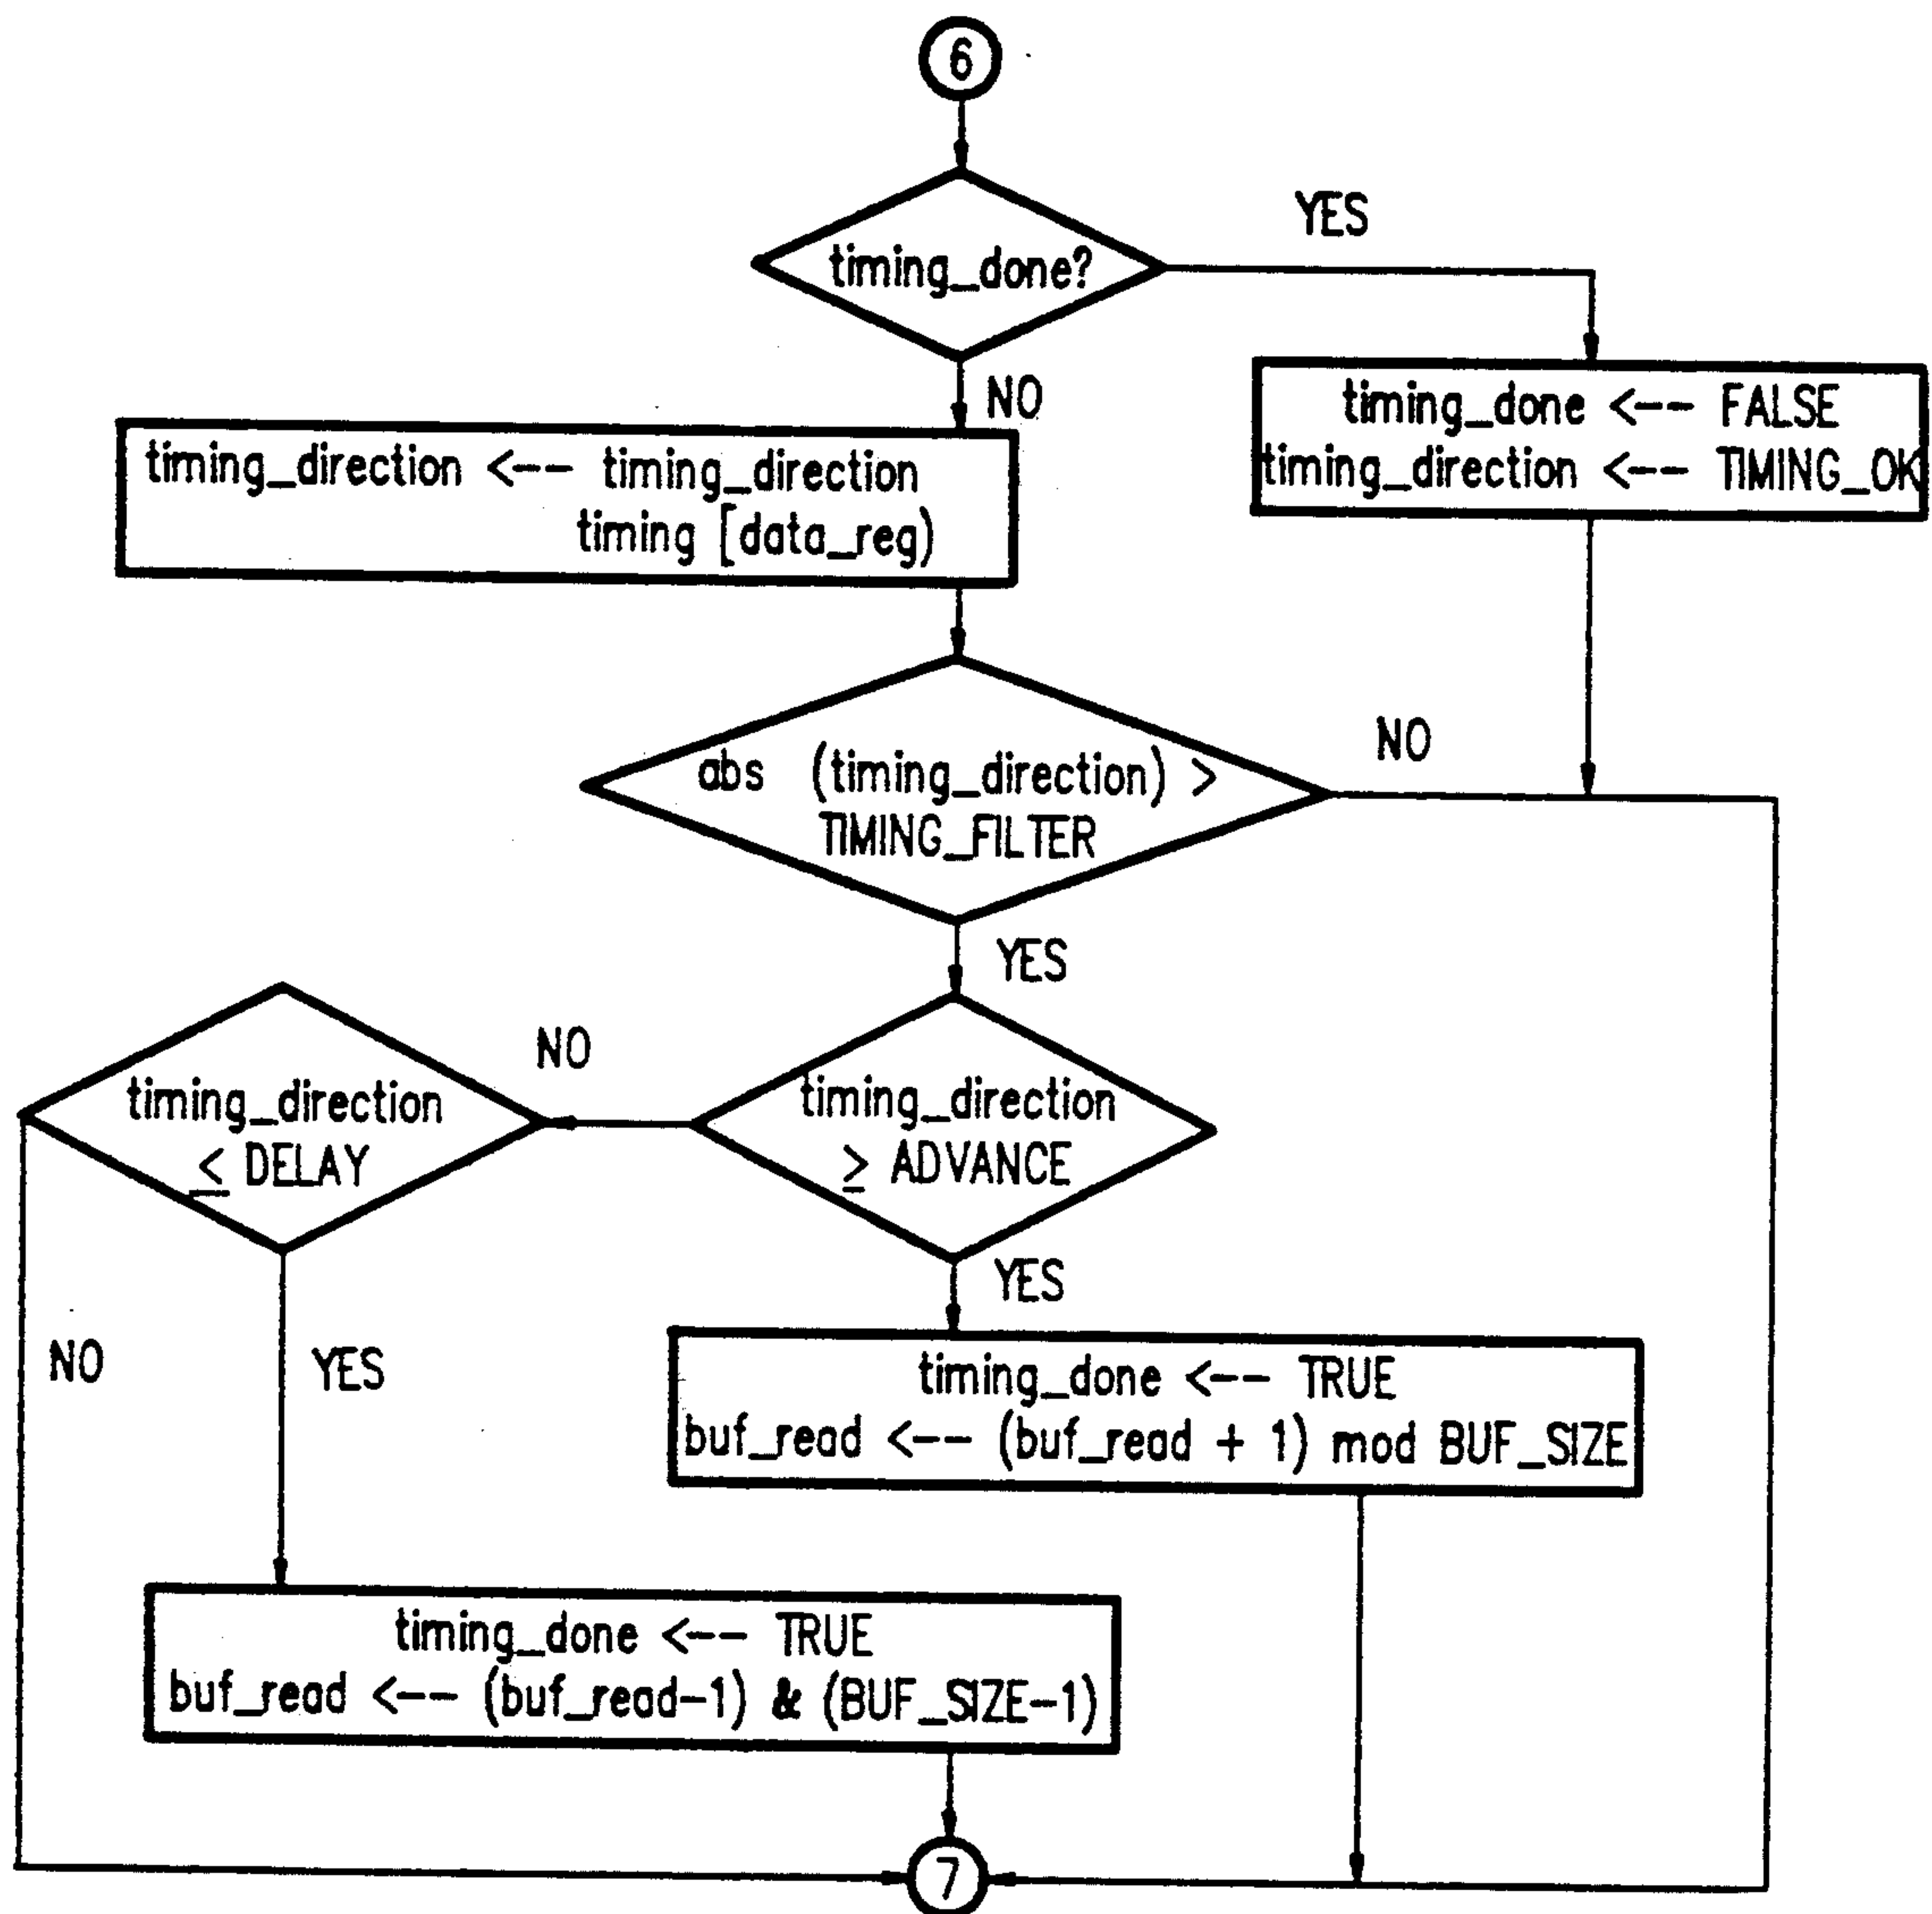 6
timing_done?
YES
NO
timing_done <-- FALSE
timing_direction <-- TIMING_OK
timing_direction <-- timing_direction
timing [data_reg)
abs (timing_direction) >
TIMING_FILTER
NO
YES
timing_direction
≤ DELAY
NO
timing_direction
≥ ADVANCE
YES
NO
YES
timing_done <-- TRUE
buf_read <-- (buf_read + 1) mod BUF_SIZE
timing_done <-- TRUE
buf_read <-- (buf_read-1) & (BUF_SIZE-1)
7